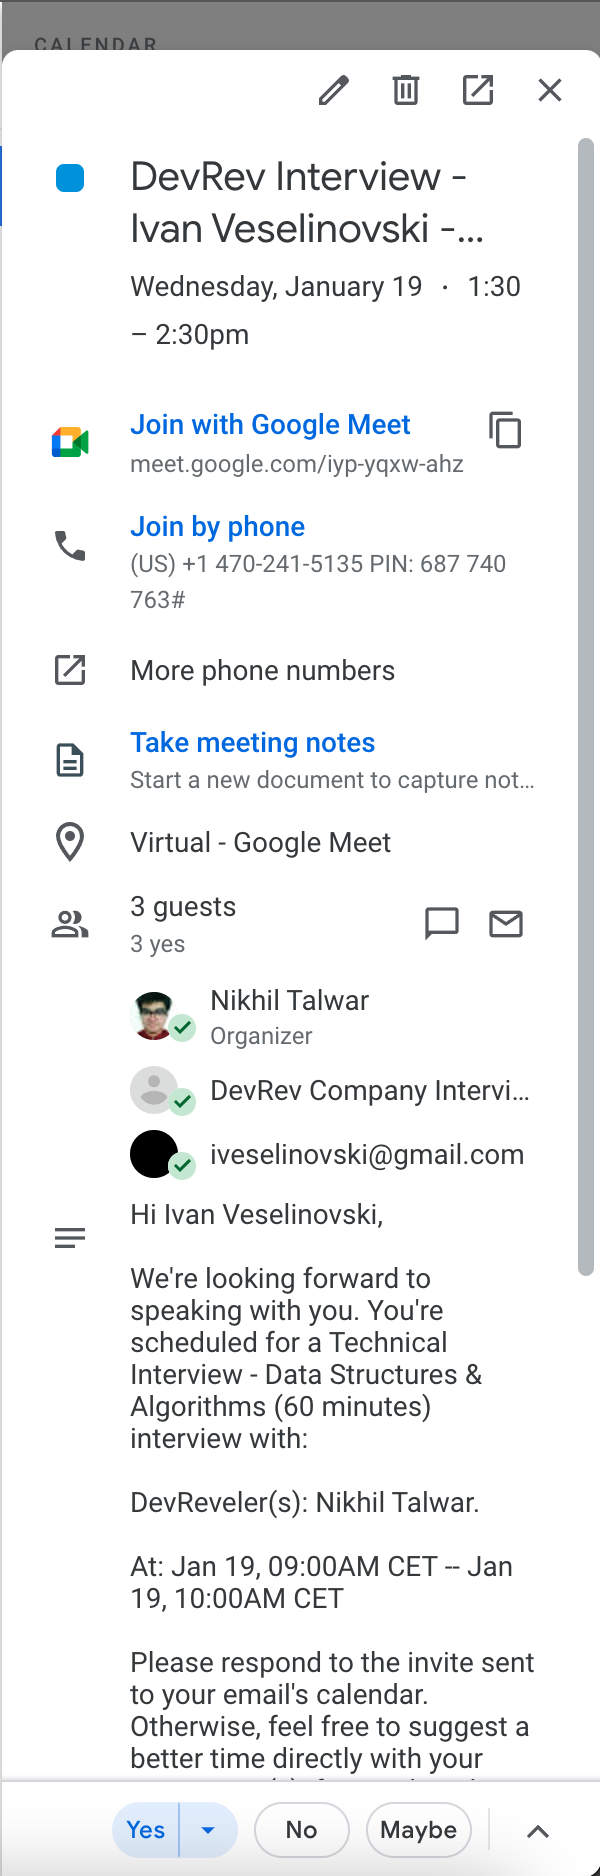 CALENDAR
DevRev Interview -
Ivan Veselinovski -...
Wednesday, January 19 · 1:30
– 2:30pm
Join with Google Meet
meet.google.com/iyp-yqxw-ahz
Join by phone
(US) +1 470-241-5135 PIN: 687 740
763#
More phone numbers
Take meeting notes
Start a new document to capture not...
Virtual - Google Meet
3 guests
3 yes
Nikhil Talwar
Organizer
DevRev Company Intervi...
iveselinovski@gmail.com
Hi Ivan Veselinovski,
We're looking forward to
speaking with you. You're
scheduled for a Technical
Interview - Data Structures &
Algorithms (60 minutes)
interview with:
DevReveler(s): Nikhil Talwar.
At: Jan 19, 09:00AM CET -- Jan
19, 10:00AM CET
Please respond to the invite sent
to your email's calendar.
Otherwise, feel free to suggest a
better time directly with your
Yes
No
Maybe